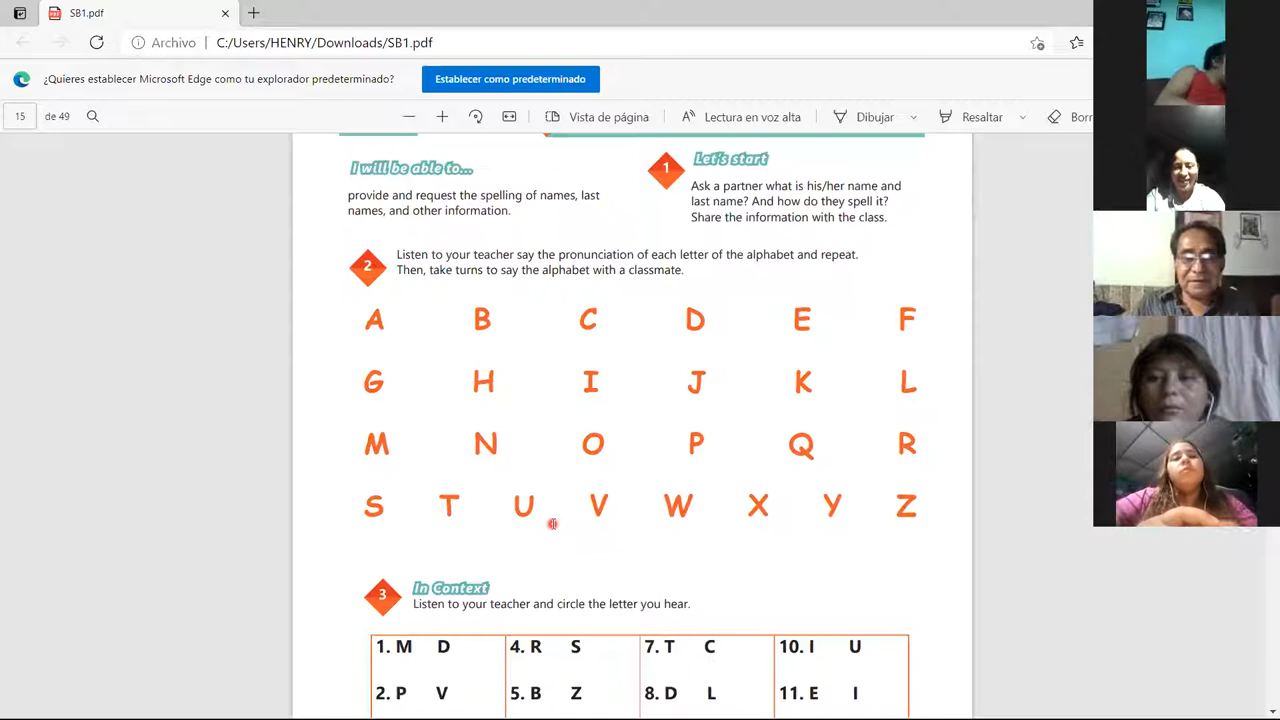 SB1.pdf
Archivo C:/Users/HENRY/Downloads/SB1.pdf
¿Quieres establecer Microsoft Edge como tu explorador predeterminado? Establecer como predeterminado
15 de 49 Vista de página Lectura en voz alta Dibujar Resaltar Borr
I will be able to...
provide and request the spelling of names, last
names, and other information.
1 Let's start
Ask a partner what is his/her name and
last name? And how do they spell it?
Share the information with the class.
2 Listen to your teacher say the pronunciation of each letter of the alphabet and repeat.
Then, take turns to say the alphabet with a classmate.
A B C D E F
G H I J K L
M N O P Q R
S T U V W X Y Z
3 In Context
Listen to your teacher and circle the letter you hear.
1. M D 4. R S 7. T C 10. I U
2. P V 5. B Z 8. D L 11. E I